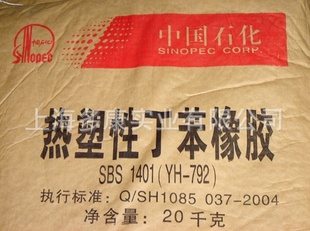 中国石化
SINOPEC CORP.
SINOPEC
热塑性丁苯橡胶
SBS 1401(YH-792)
执行标准: Q/SH1085 037-2004
净含量: 20 千克